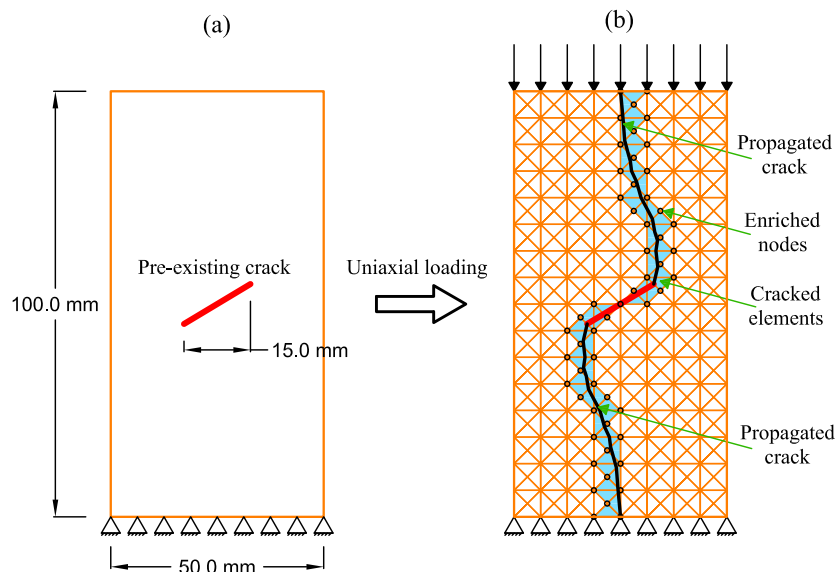 (a)
(b)
Propagated
crack
Enriched
nodes
Pre-existing crack
Uniaxial loading
Cracked
elements
100.0 mm
15.0 mm
Propagated
crack
50.0 mm